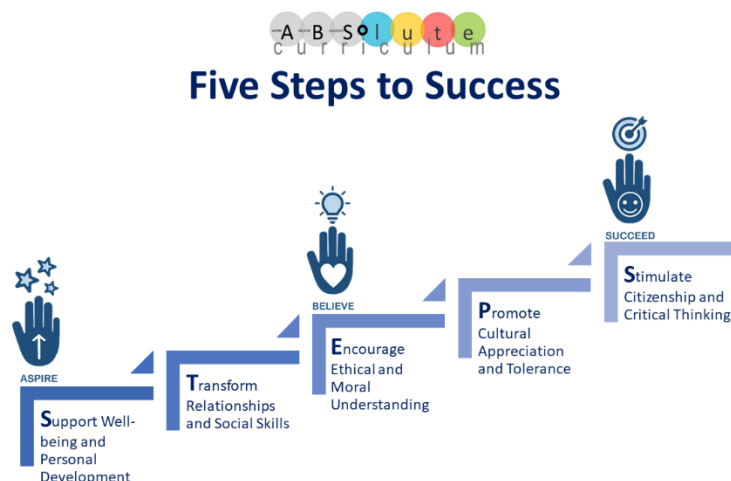 ABSolute
curriculum
Five Steps to Success
SUCCEED
Stimulate
Citizenship and
Critical Thinking
BELIEVE
Promote
Cultural
Appreciation
and Tolerance
Encourage
Ethical and
Moral
Understanding
ASPIRE
Transform
Relationships
and Social Skills
Support Well-
being and
Personal
Development